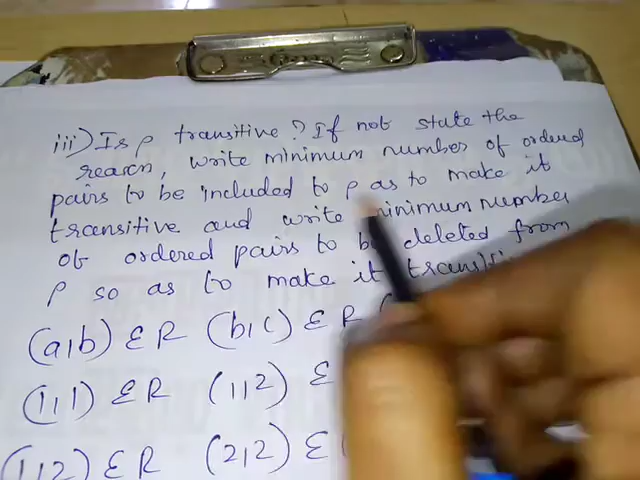 iii) Is ρ transitive? If not state the
reason, write minimum number of ordered
pairs to be included to ρ as to make it
transitive and write minimum number
of ordered pairs to be deleted from
ρ so as to make it
(a,b) ε R (b,c) ε R
(1,1) ε R (1,2) ε
(1,2) ε R (2,2) ε